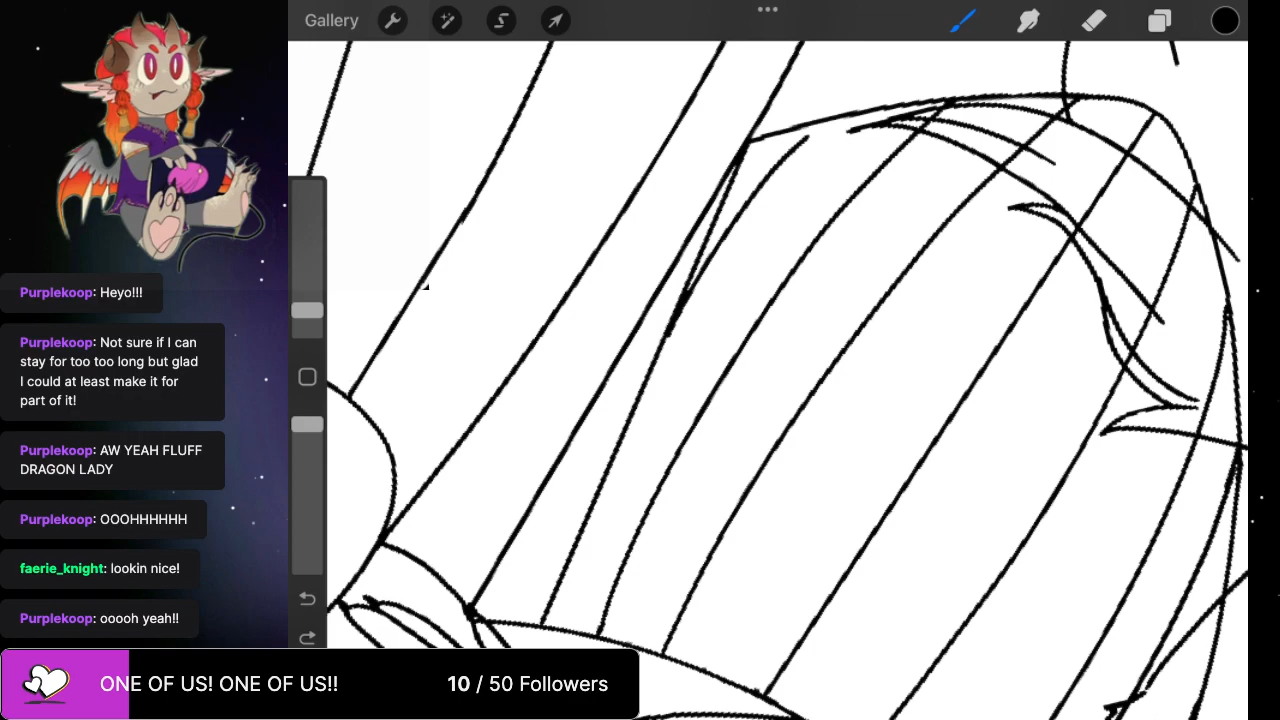 Gallery
Purplekoop: Heyo!!!
Purplekoop: Not sure if I can
stay for too too long but glad
I could at least make it for
part of it!
Purplekoop: AW YEAH FLUFF
DRAGON LADY
Purplekoop: OOOHHHHHH
faerie_knight: lookin nice!
Purplekoop: ooooh yeah!!
ONE OF US! ONE OF US!! 10 / 50 Followers